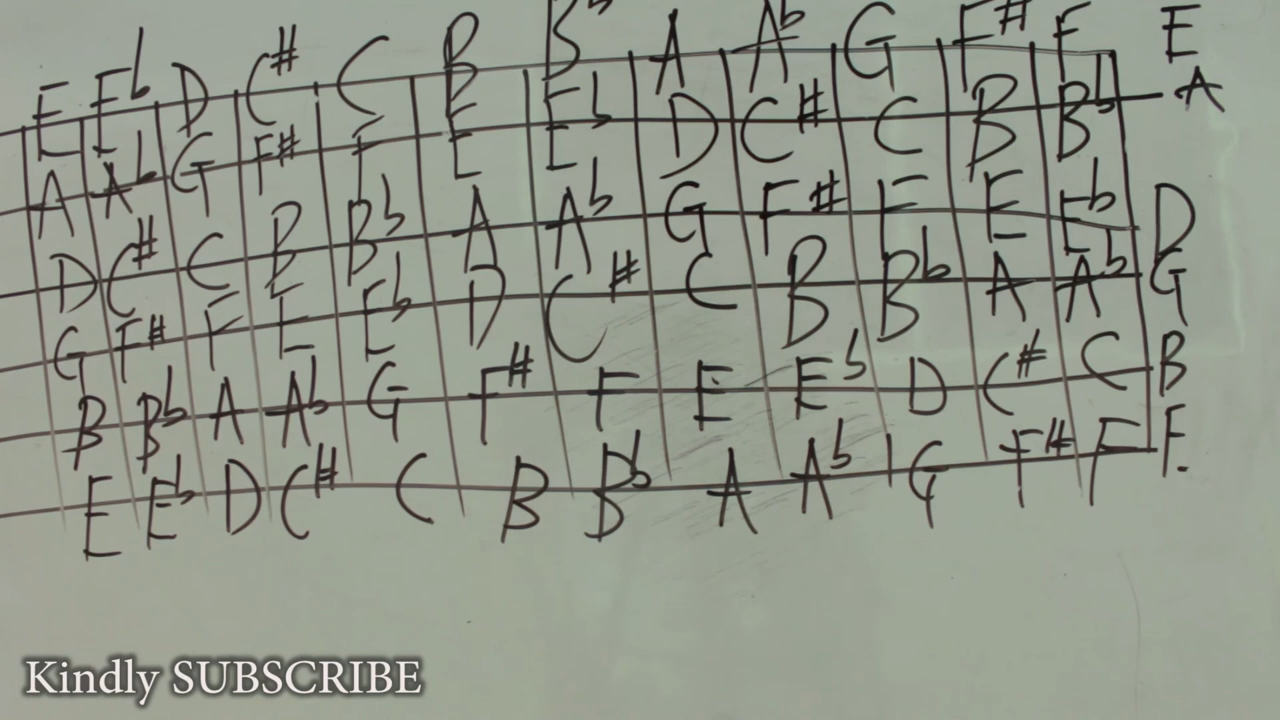 E E♭ D C# C B B♭ A A♭ G F# F E
A A♭ G F# F E E♭ D C# C B B♭ A
D C# C B B♭ A A♭ G F# F E E♭ D
G F# F E E♭ D C# C B B♭ A A♭ G
B B♭ A A♭ G F# F E E♭ D C# C B
E E♭ D C# C B B♭ A A♭ G F# F E
Kindly SUBSCRIBE